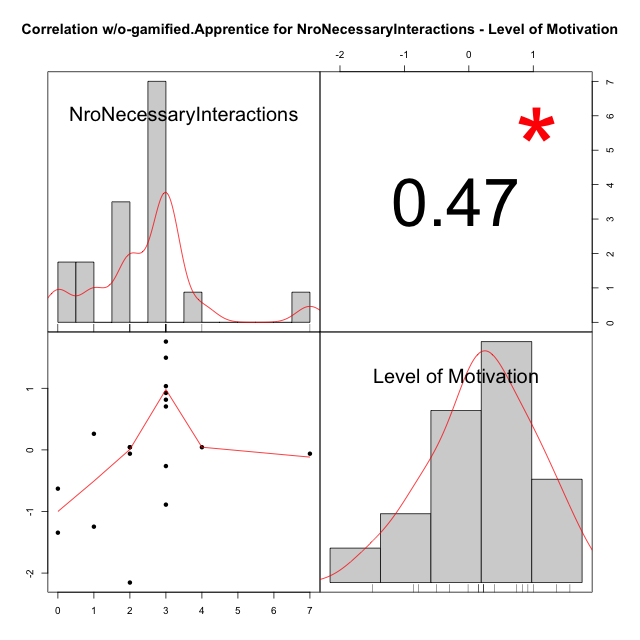 Correlation w/o-gamified.Apprentice for NroNecessaryInteractions - Level of Motivation
-2 -1 0 1
NroNecessaryInteractions
*
0.47
7
6
5
4
3
2
1
0
Level of Motivation
1
0
-1
-2
0 1 2 3 4 5 6 7